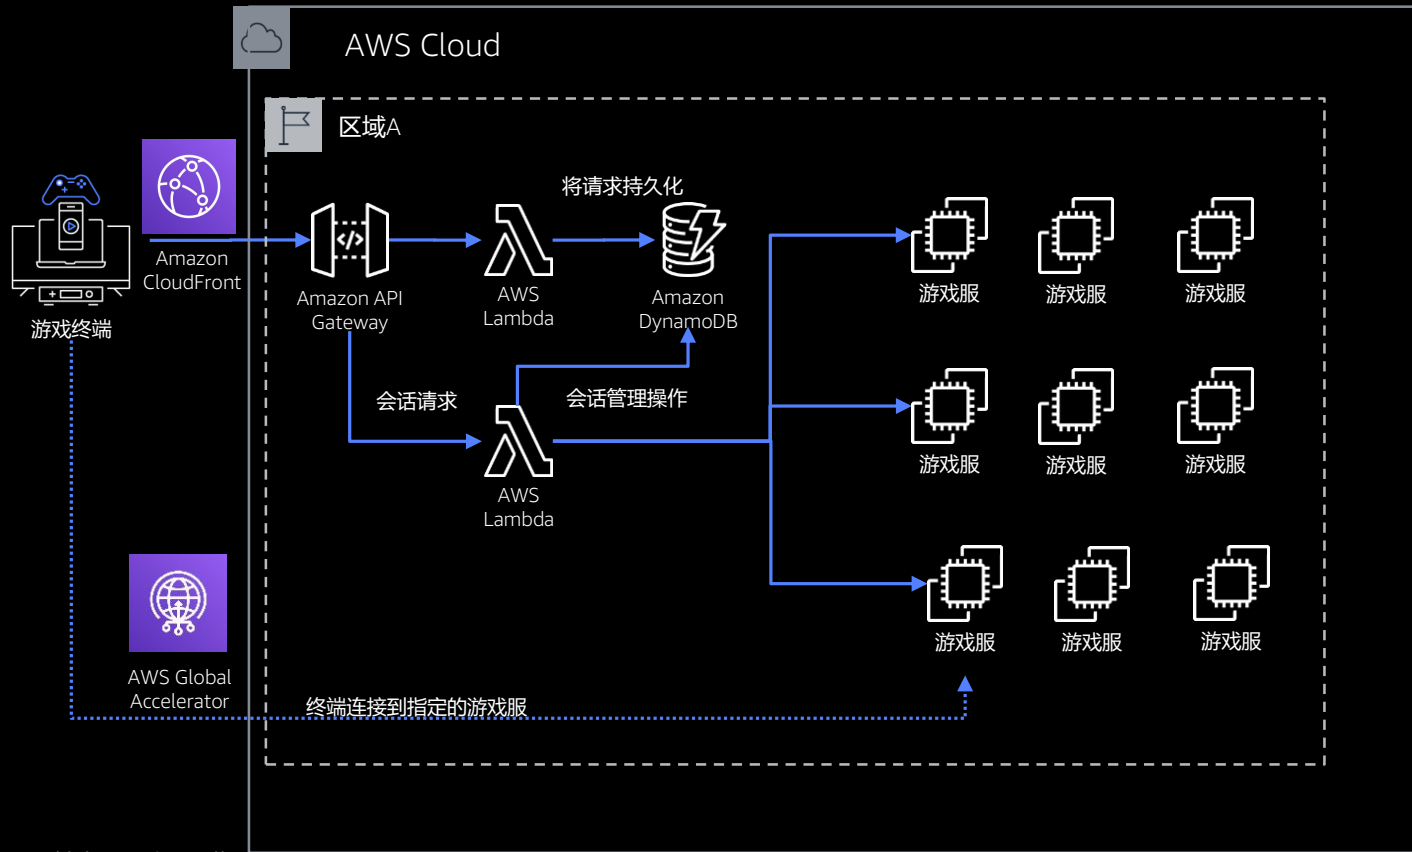 AWS Cloud
区域A
将请求持久化
Amazon
CloudFront
游戏终端
Amazon API
Gateway
AWS
Lambda
Amazon
DynamoDB
游戏服
游戏服
游戏服
会话请求
会话管理操作
AWS
Lambda
游戏服
游戏服
游戏服
游戏服
游戏服
游戏服
AWS Global
Accelerator
终端连接到指定的游戏服